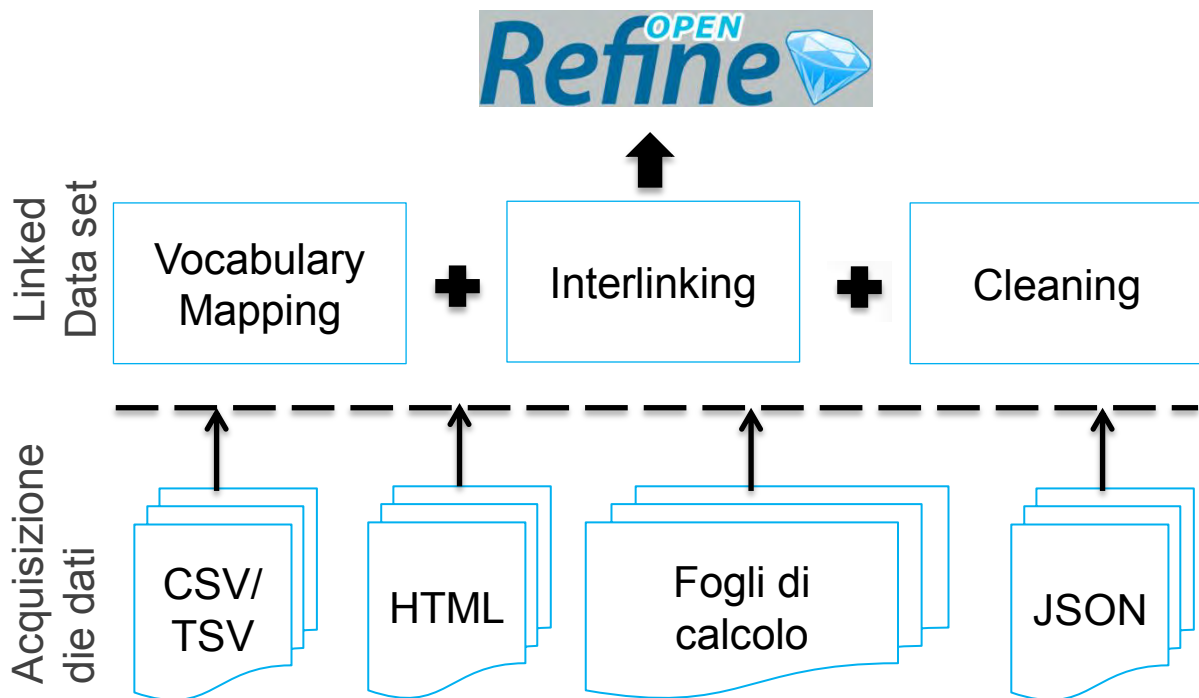 OPEN
Refine
Linked
Data set
Vocabulary
Mapping
Interlinking
Cleaning
Acquisizione
die dati
CSV/
TSV
HTML
Fogli di
calcolo
JSON